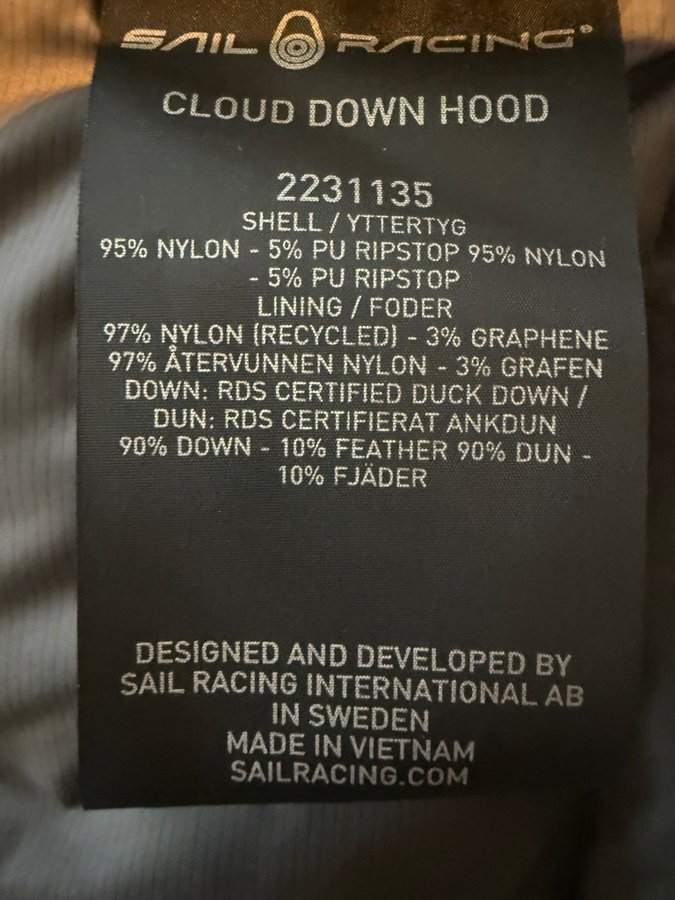 SAIL RACING®
CLOUD DOWN HOOD
2231135
SHELL / YTTERTYG
95% NYLON - 5% PU RIPSTOP 95% NYLON
- 5% PU RIPSTOP
LINING / FODER
97% NYLON (RECYCLED) - 3% GRAPHENE
97% ÅTERVUNNEN NYLON - 3% GRAFEN
DOWN: RDS CERTIFIED DUCK DOWN /
DUN: RDS CERTIFIERAT ANKDUN
90% DOWN - 10% FEATHER 90% DUN -
10% FJÄDER
DESIGNED AND DEVELOPED BY
SAIL RACING INTERNATIONAL AB
IN SWEDEN
MADE IN VIETNAM
SAILRACING.COM